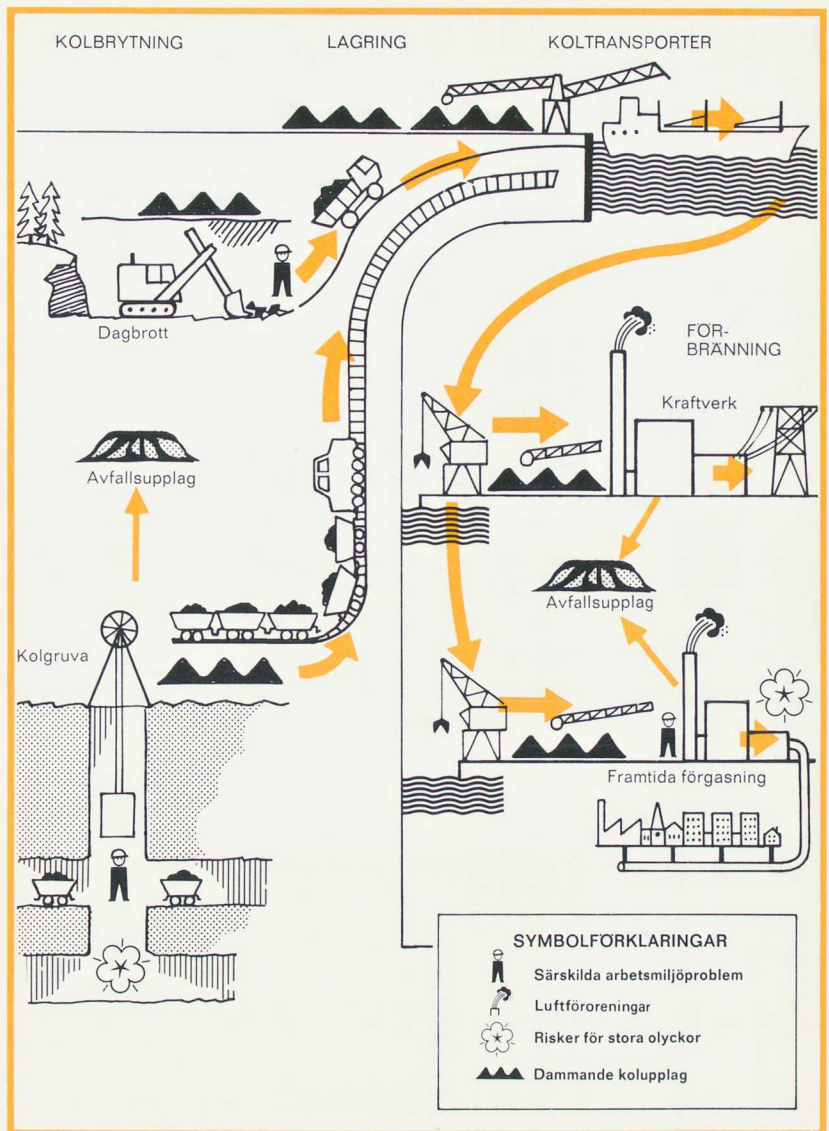 KOLBRYTNING
LAGRING
KOLTRANSPORTER
Dagbrott
FÖR-
BRÄNNING
Kraftverk
Avfallsupplag
Avfallsupplag
Kolgruva
Framtida förgasning
SYMBOLFÖRKLARINGAR
Särskilda arbetsmiljöproblem
Luftföroreningar
Risker för stora olyckor
Dammande kolupplag